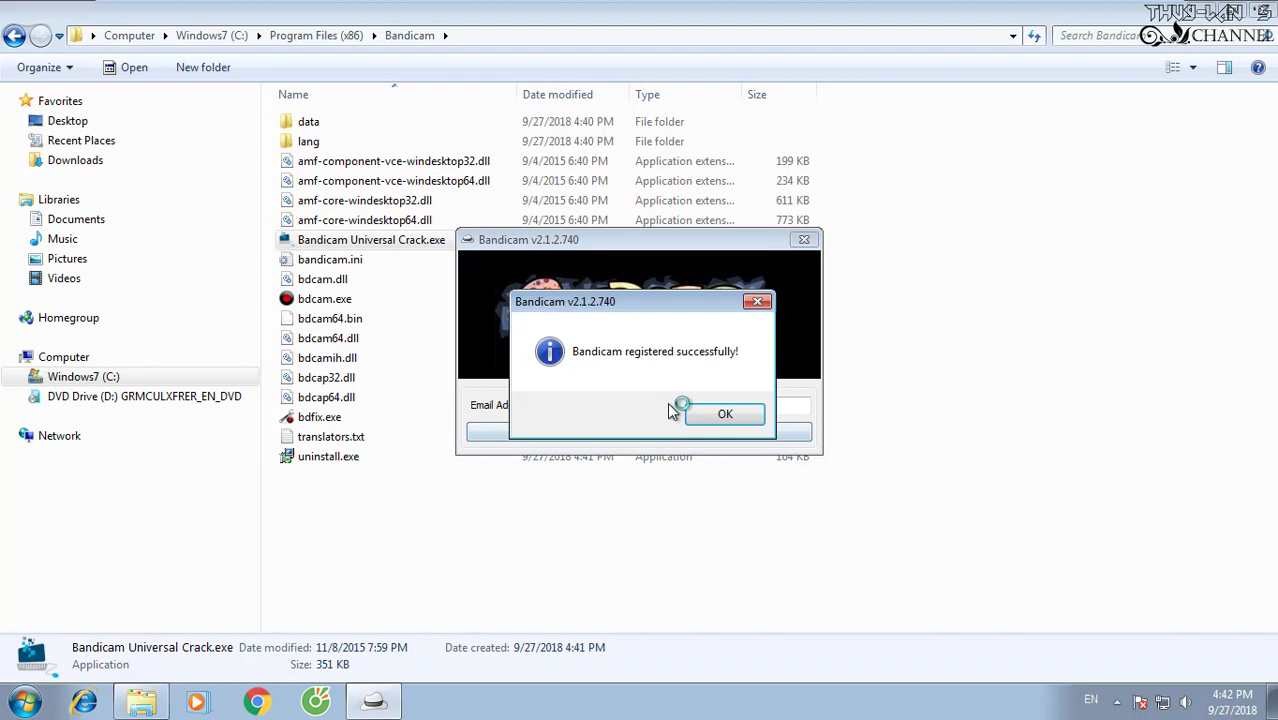 THUY-WIN 'S
CHANNEL
Computer
Windows7 (C:)
Program Files (x86)
Bandicam
Search Bandicam
Organize
Open
New folder
Name
Date modified
Type
Size
Favorites
Desktop
Recent Places
Downloads
Libraries
Documents
Music
Pictures
Videos
Homegroup
Computer
Windows7 (C:)
DVD Drive (D:) GRMCULXFRER_EN_DVD
Network
data 9/27/2018 4:40 PM File folder
lang 9/27/2018 4:40 PM File folder
amf-component-vce-windesktop32.dll 9/4/2015 6:40 PM Application extens... 199 KB
amf-component-vce-windesktop64.dll 9/4/2015 6:40 PM Application extens... 234 KB
amf-core-windesktop32.dll 9/4/2015 6:40 PM Application extens... 611 KB
amf-core-windesktop64.dll 9/4/2015 6:40 PM Application extens... 773 KB
Bandicam Universal Crack.exe
bandicam.ini
bdcam.dll
bdcam.exe
bdcam64.bin
bdcam64.dll
bdcamih.dll
bdcap32.dll
bdcap64.dll
bdfix.exe
translators.txt
uninstall.exe 9/27/2018 4:41 PM Application 164 KB
Bandicam v2.1.2.740
Email Ad
Bandicam v2.1.2.740
Bandicam registered successfully!
OK
Bandicam Universal Crack.exe Date modified: 11/8/2015 7:59 PM Date created: 9/27/2018 4:41 PM
Application Size: 351 KB
EN
4:42 PM
9/27/2018